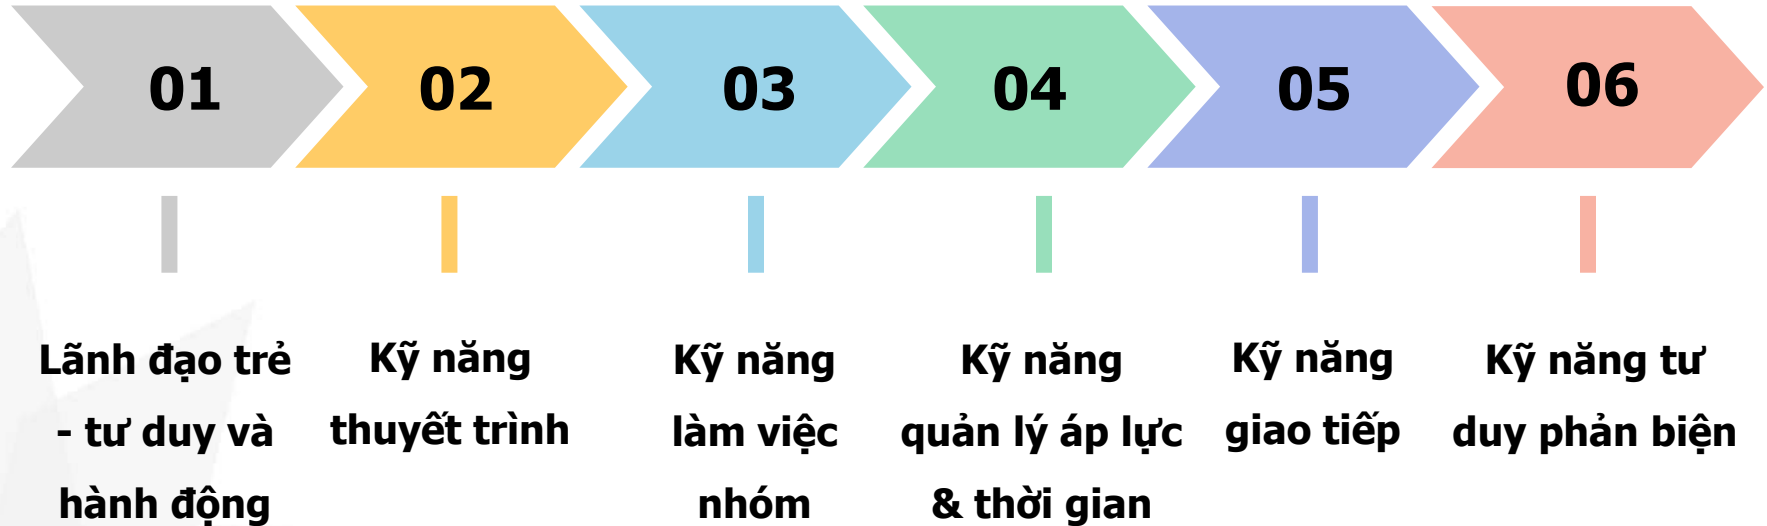 01
02
03
04
05
06
Lãnh đạo trẻ
- tư duy và
hành động
Kỹ năng
thuyết trình
Kỹ năng
làm việc
nhóm
Kỹ năng
quản lý áp lực
& thời gian
Kỹ năng
giao tiếp
Kỹ năng tư
duy phản biện